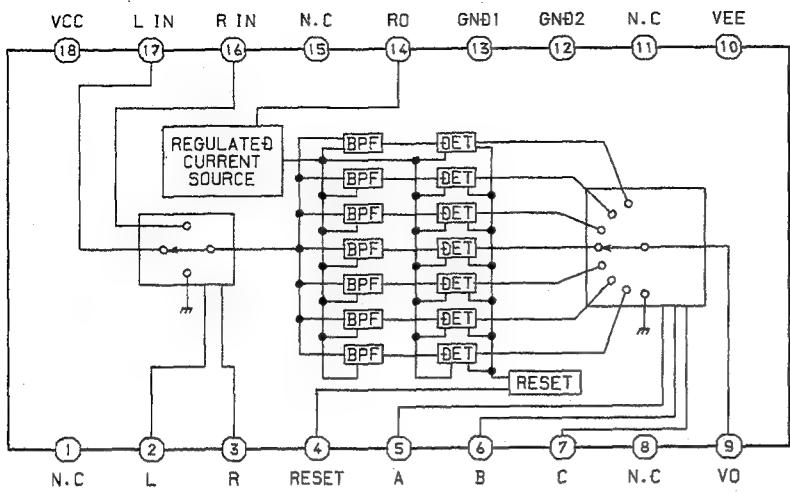 VCC L IN R IN N.C RO GND1 GND2 N.C VEE
18 17 16 15 14 13 12 11 10
REGULATED
CURRENT
SOURCE
BPF DET
BPF DET
BPF DET
BPF DET
BPF DET
BPF DET
BPF DET
RESET
1 2 3 4 5 6 7 8 9
N.C L R RESET A B C N.C VO